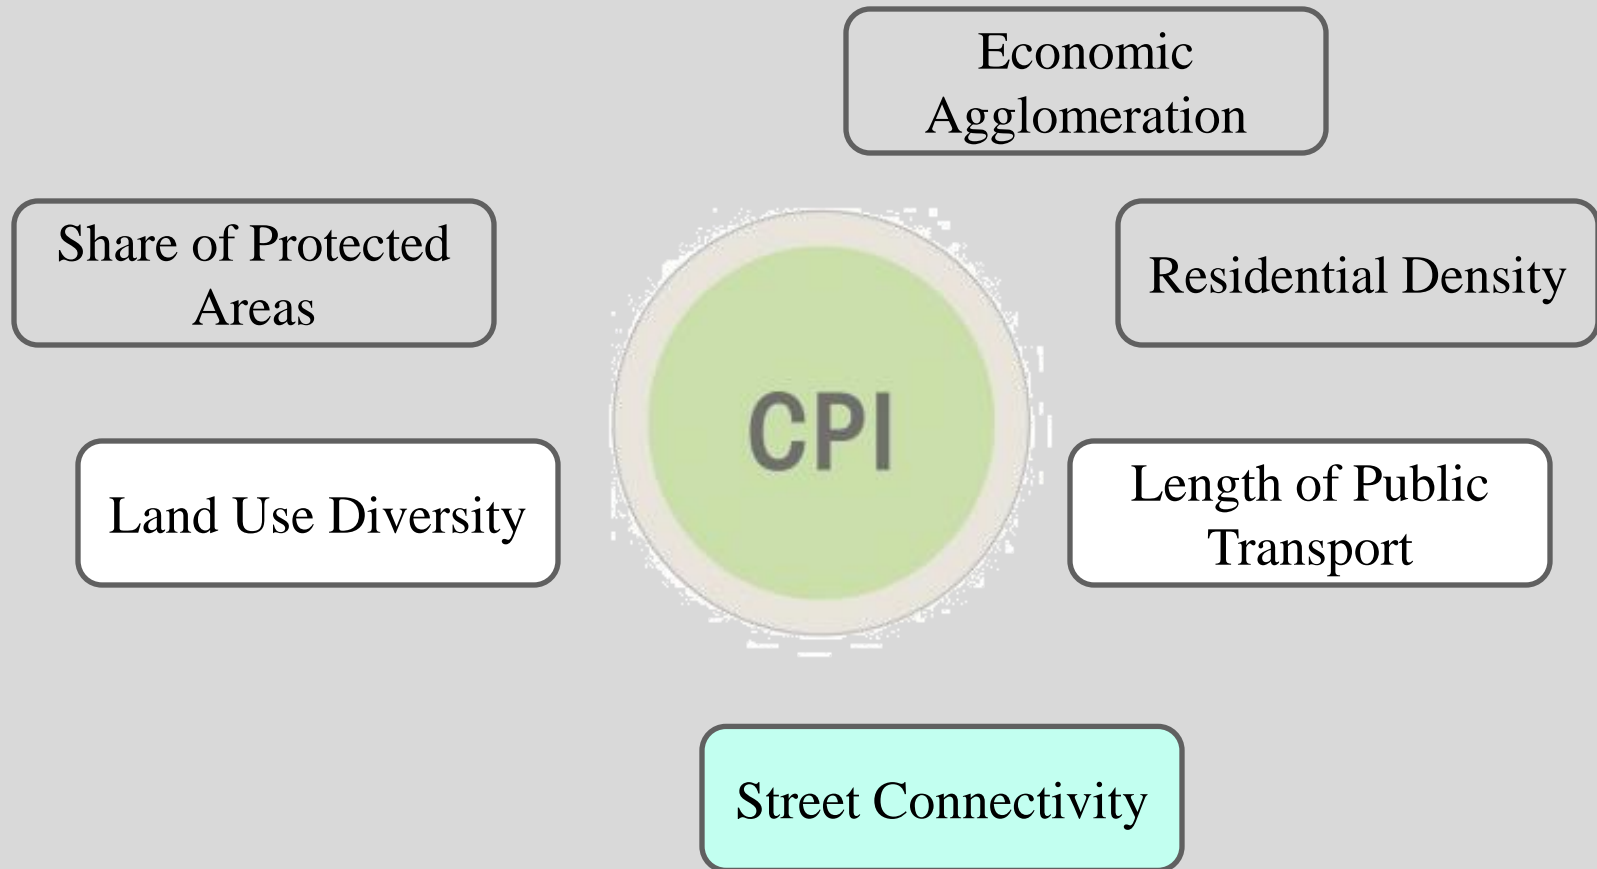 Economic
Agglomeration
Share of Protected
Areas
Residential Density
CPI
Land Use Diversity
Length of Public
Transport
Street Connectivity